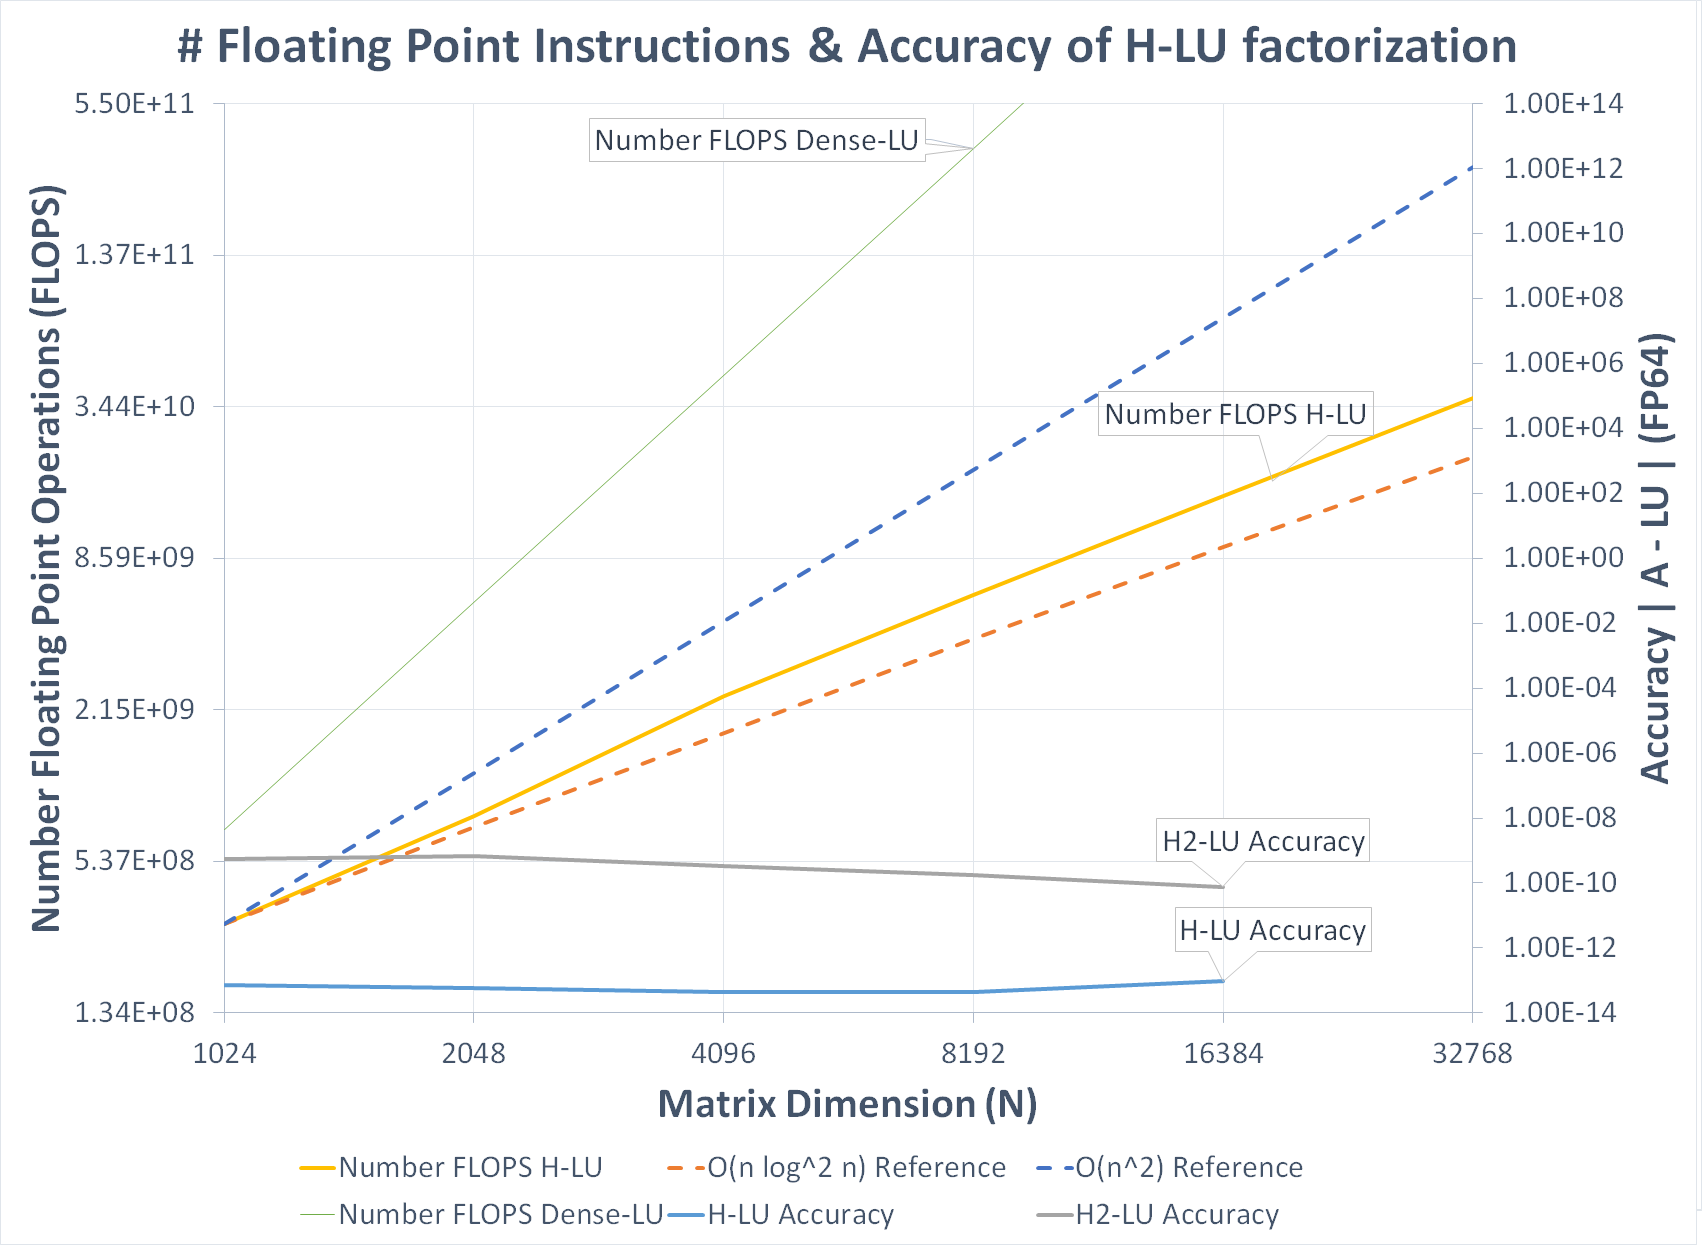 # Floating Point Instructions & Accuracy of H-LU factorization
Number Floating Point Operations (FLOPS)
5.50E+11
1.37E+11
3.44E+10
8.59E+09
2.15E+09
5.37E+08
1.34E+08
Number FLOPS Dense-LU
Number FLOPS H-LU
H2-LU Accuracy
H-LU Accuracy
1.00E+14
1.00E+12
1.00E+10
1.00E+08
1.00E+06
1.00E+04
1.00E+02
1.00E+00
1.00E-02
1.00E-04
1.00E-06
1.00E-08
1.00E-10
1.00E-12
1.00E-14
Accuracy | A - LU | (FP64)
1024 2048 4096 8192 16384 32768
Matrix Dimension (N)
Number FLOPS H-LU O(n log^2 n) Reference O(n^2) Reference
Number FLOPS Dense-LU H-LU Accuracy H2-LU Accuracy